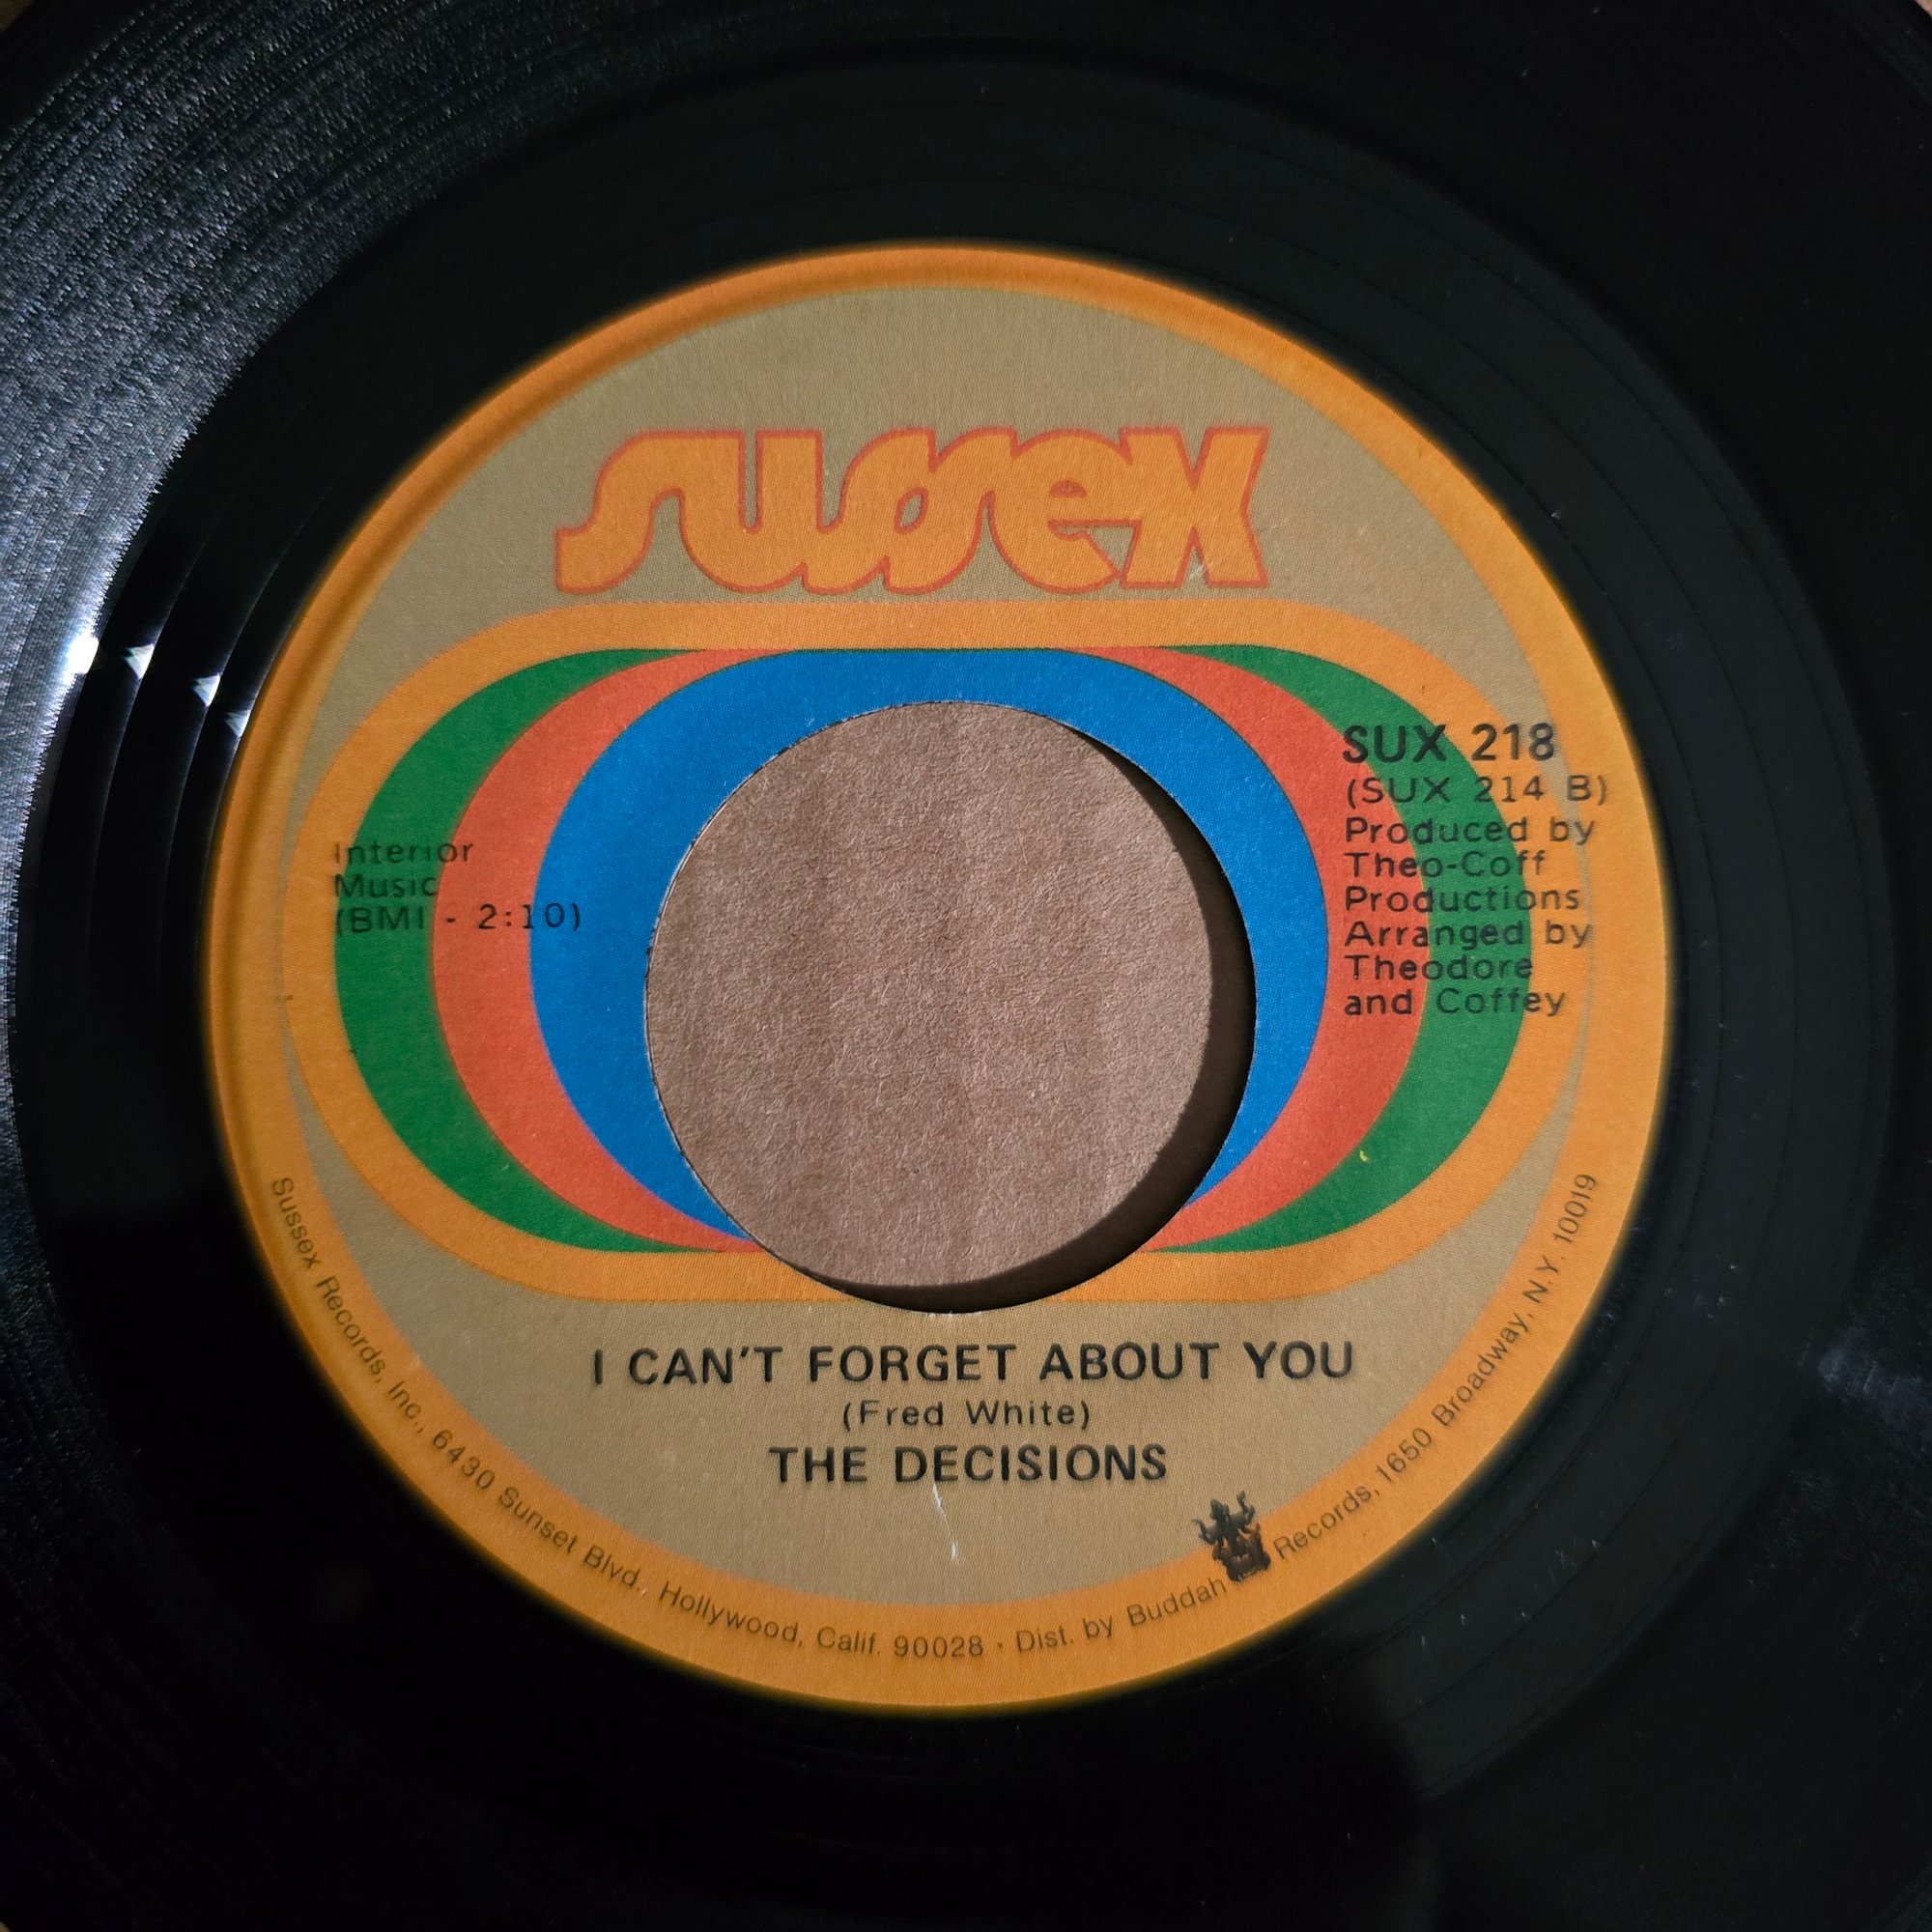 sussex
SUX 218
(SUX 214 B)
Produced by
Theo-Coff
Productions
Arranged by
Theodore
and Coffey
Interior
Music
(BMI - 2:10)
I CAN'T FORGET ABOUT YOU
(Fred White)
THE DECISIONS
Sussex Records, Inc., 6430 Sunset Blvd., Hollywood, Calif. 90028 • Dist. by Buddah Records, 1650 Broadway, N.Y. 10019